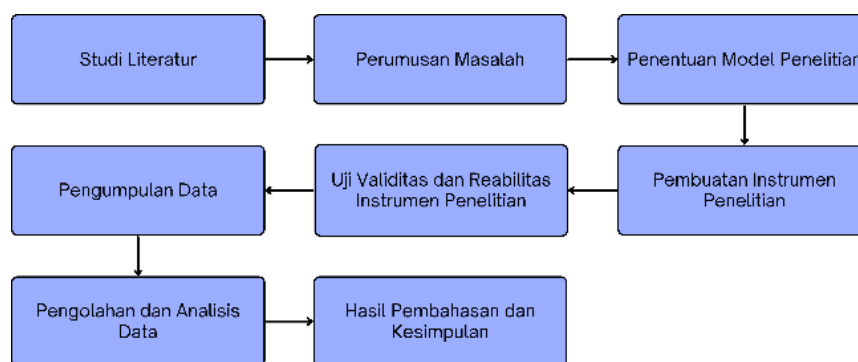 Studi Literatur
Perumusan Masalah
Penentuan Model Penelitian
Pembuatan Instrumen
Penelitian
Uji Validitas dan Reabilitas
Instrumen Penelitian
Pengumpulan Data
Pengolahan dan Analisis
Data
Hasil Pembahasan dan
Kesimpulan